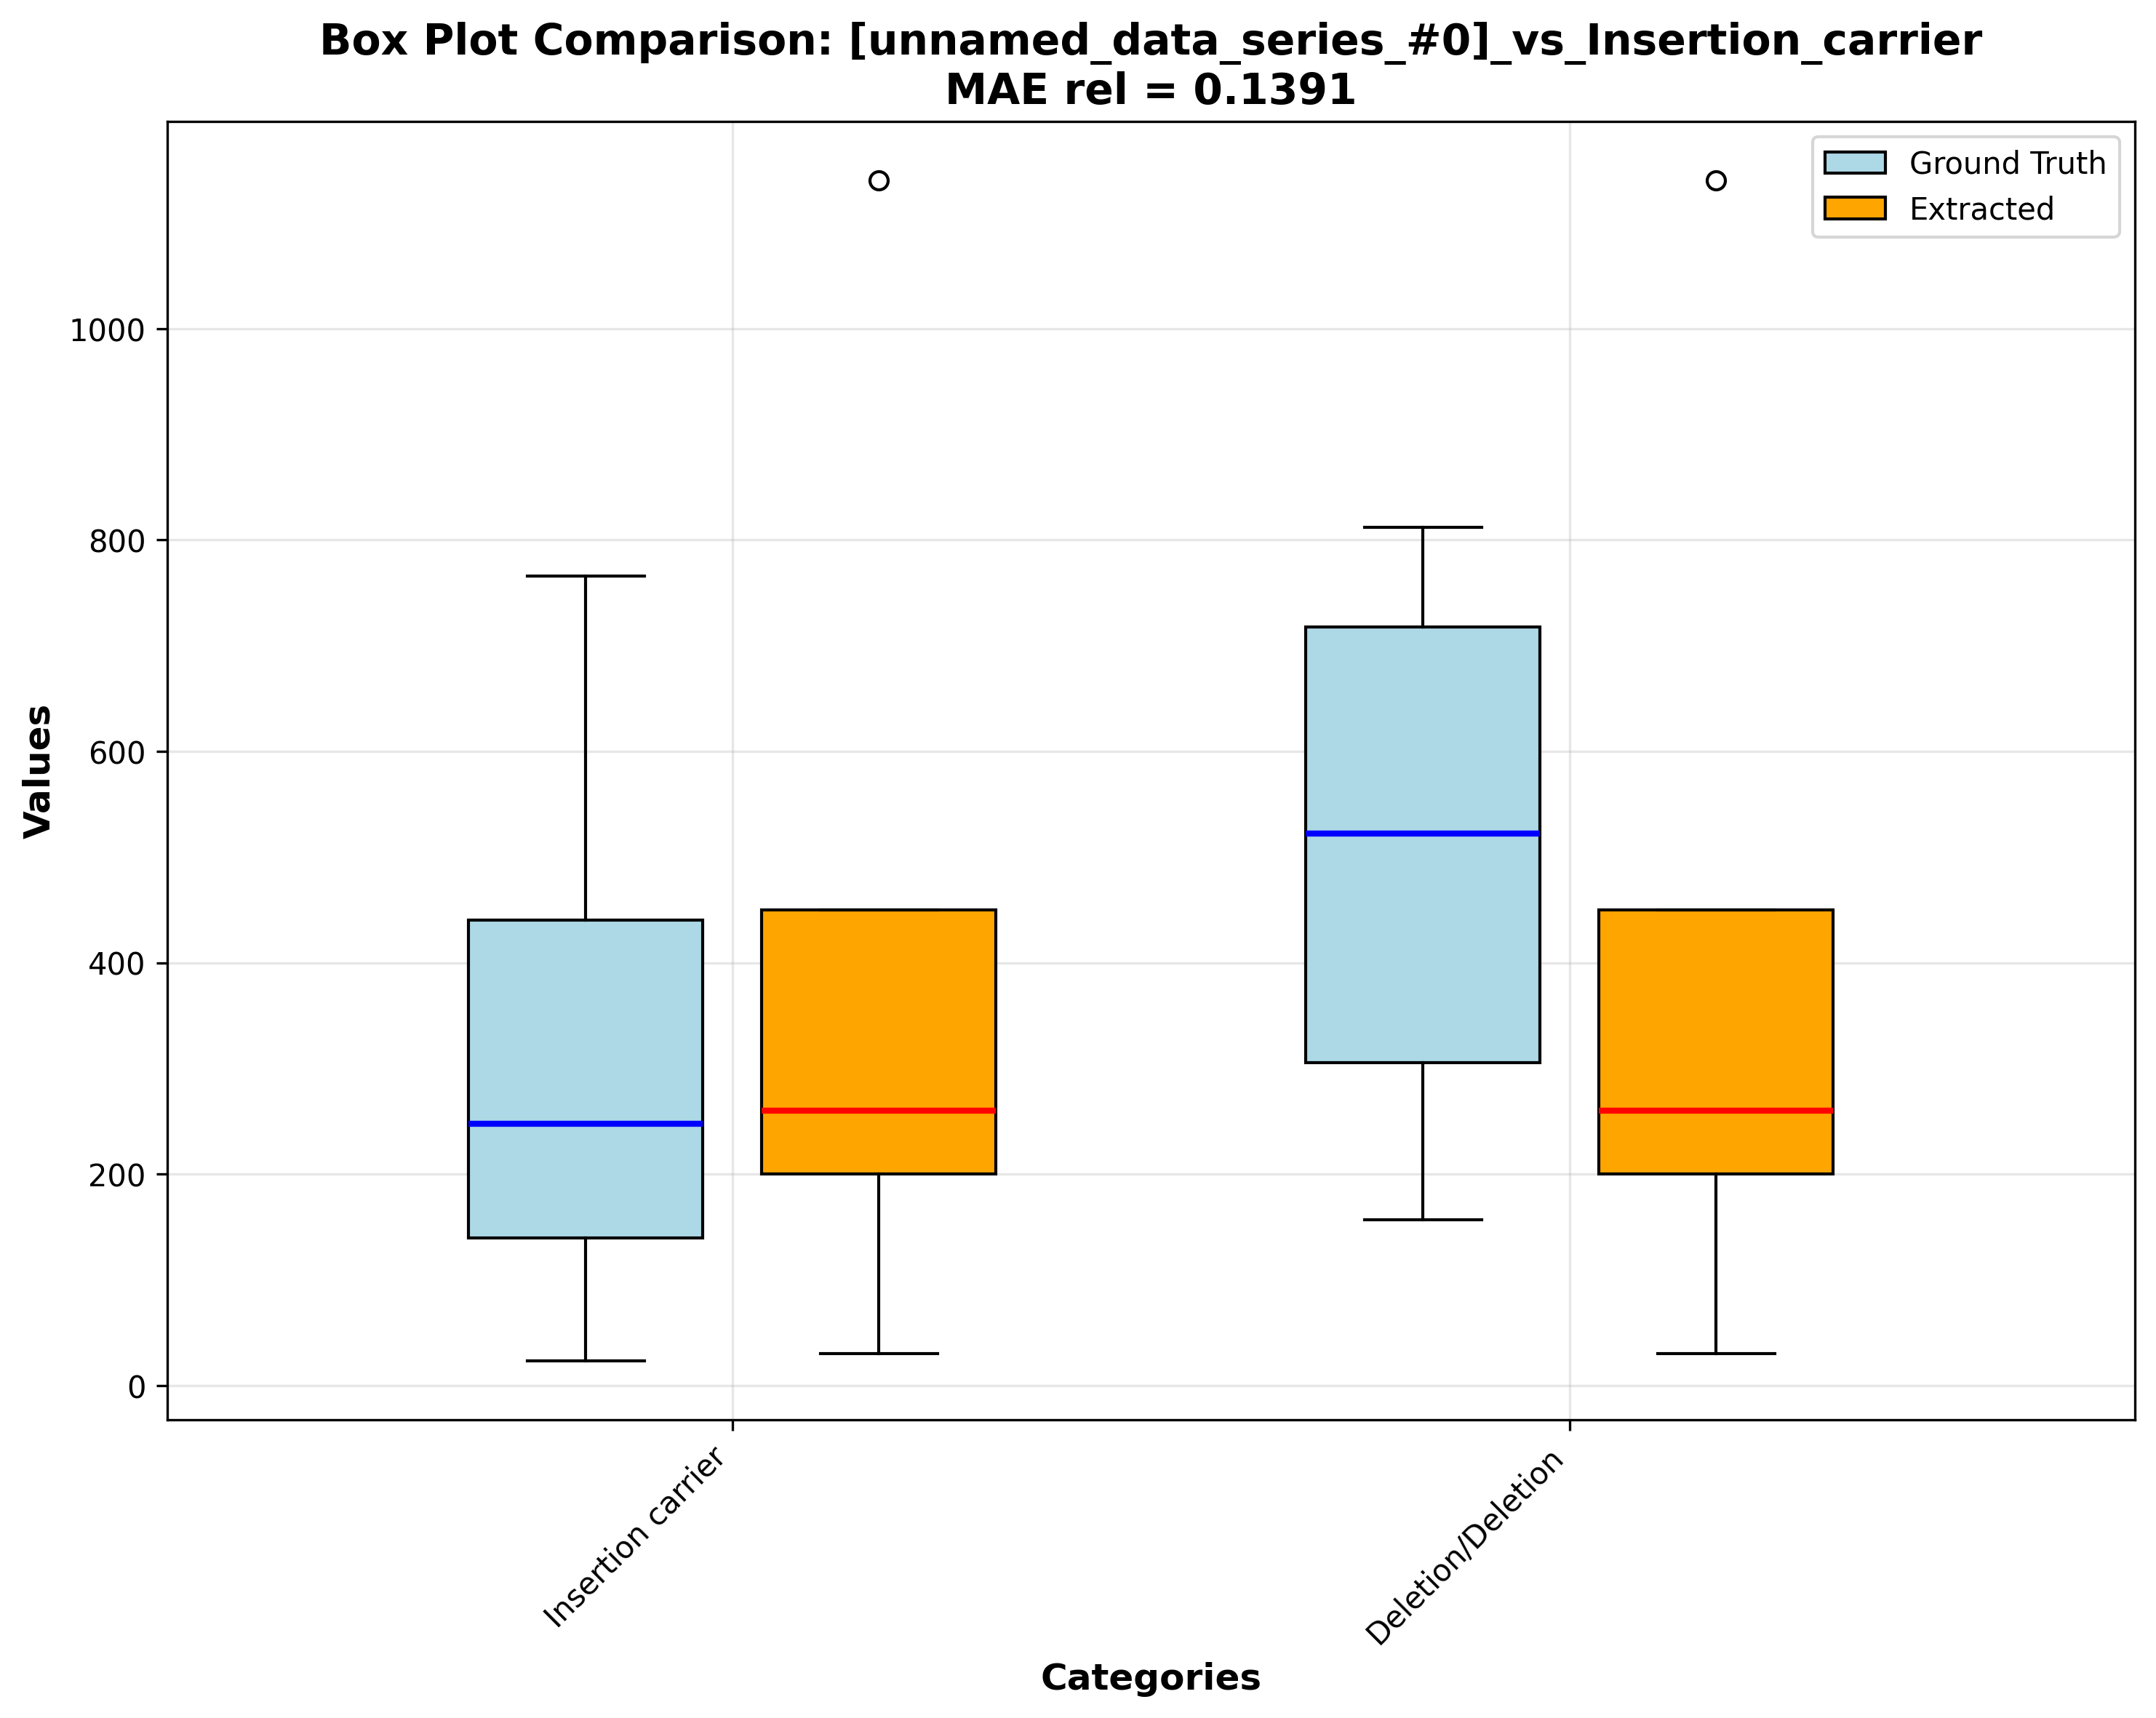 Box Plot Comparison: [unnamed_data_series_#0]_vs_Insertion_carrier
MAE rel = 0.1391
Ground Truth
Extracted
1000
800
600
400
200
0
Values
Insertion carrier
Deletion/Deletion
Categories